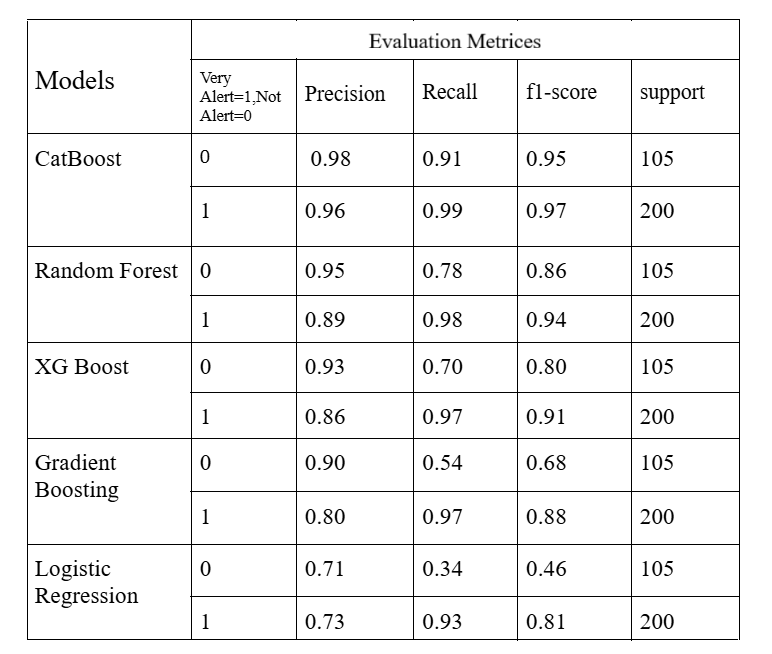 Evaluation Metrices
Models
Very
Alert=1,Not
Alert=0
Precision
Recall
f1-score
support
CatBoost 0 0.98 0.91 0.95 105
1 0.96 0.99 0.97 200
Random Forest 0 0.95 0.78 0.86 105
1 0.89 0.98 0.94 200
XG Boost 0 0.93 0.70 0.80 105
1 0.86 0.97 0.91 200
Gradient
Boosting
0 0.90 0.54 0.68 105
1 0.80 0.97 0.88 200
Logistic
Regression
0 0.71 0.34 0.46 105
1 0.73 0.93 0.81 200